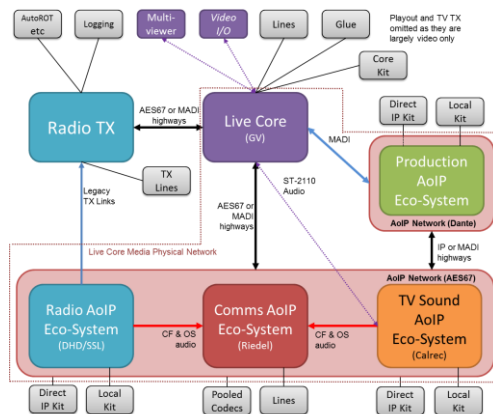 AutoROT
etc
Logging
Multi-
viewer
Video
I/O
Lines
Glue
Playout and TV TX
omitted as they are
largely video only
Core
Kit
Radio TX
AES67 or MADI
highways
Live Core
(GV)
Direct
IP Kit
Local
Kit
MADI
Production
AoIP
Eco-System
AoIP Network (Dante)
TX
Lines
Legacy
TX Links
ST-2110
Audio
AES67 or
MADI
highways
Live Core Media Physical Network
IP or MADI
highways
AoIP Network (AES67)
Radio AoIP
Eco-System
(DHD/SSL)
CF & OS
audio
Comms AoIP
Eco-System
(Riedel)
CF & OS
audio
TV Sound
AoIP
Eco-System
(Calrec)
Direct
IP Kit
Local
Kit
Pooled
Codecs
Lines
Direct
IP Kit
Local
Kit